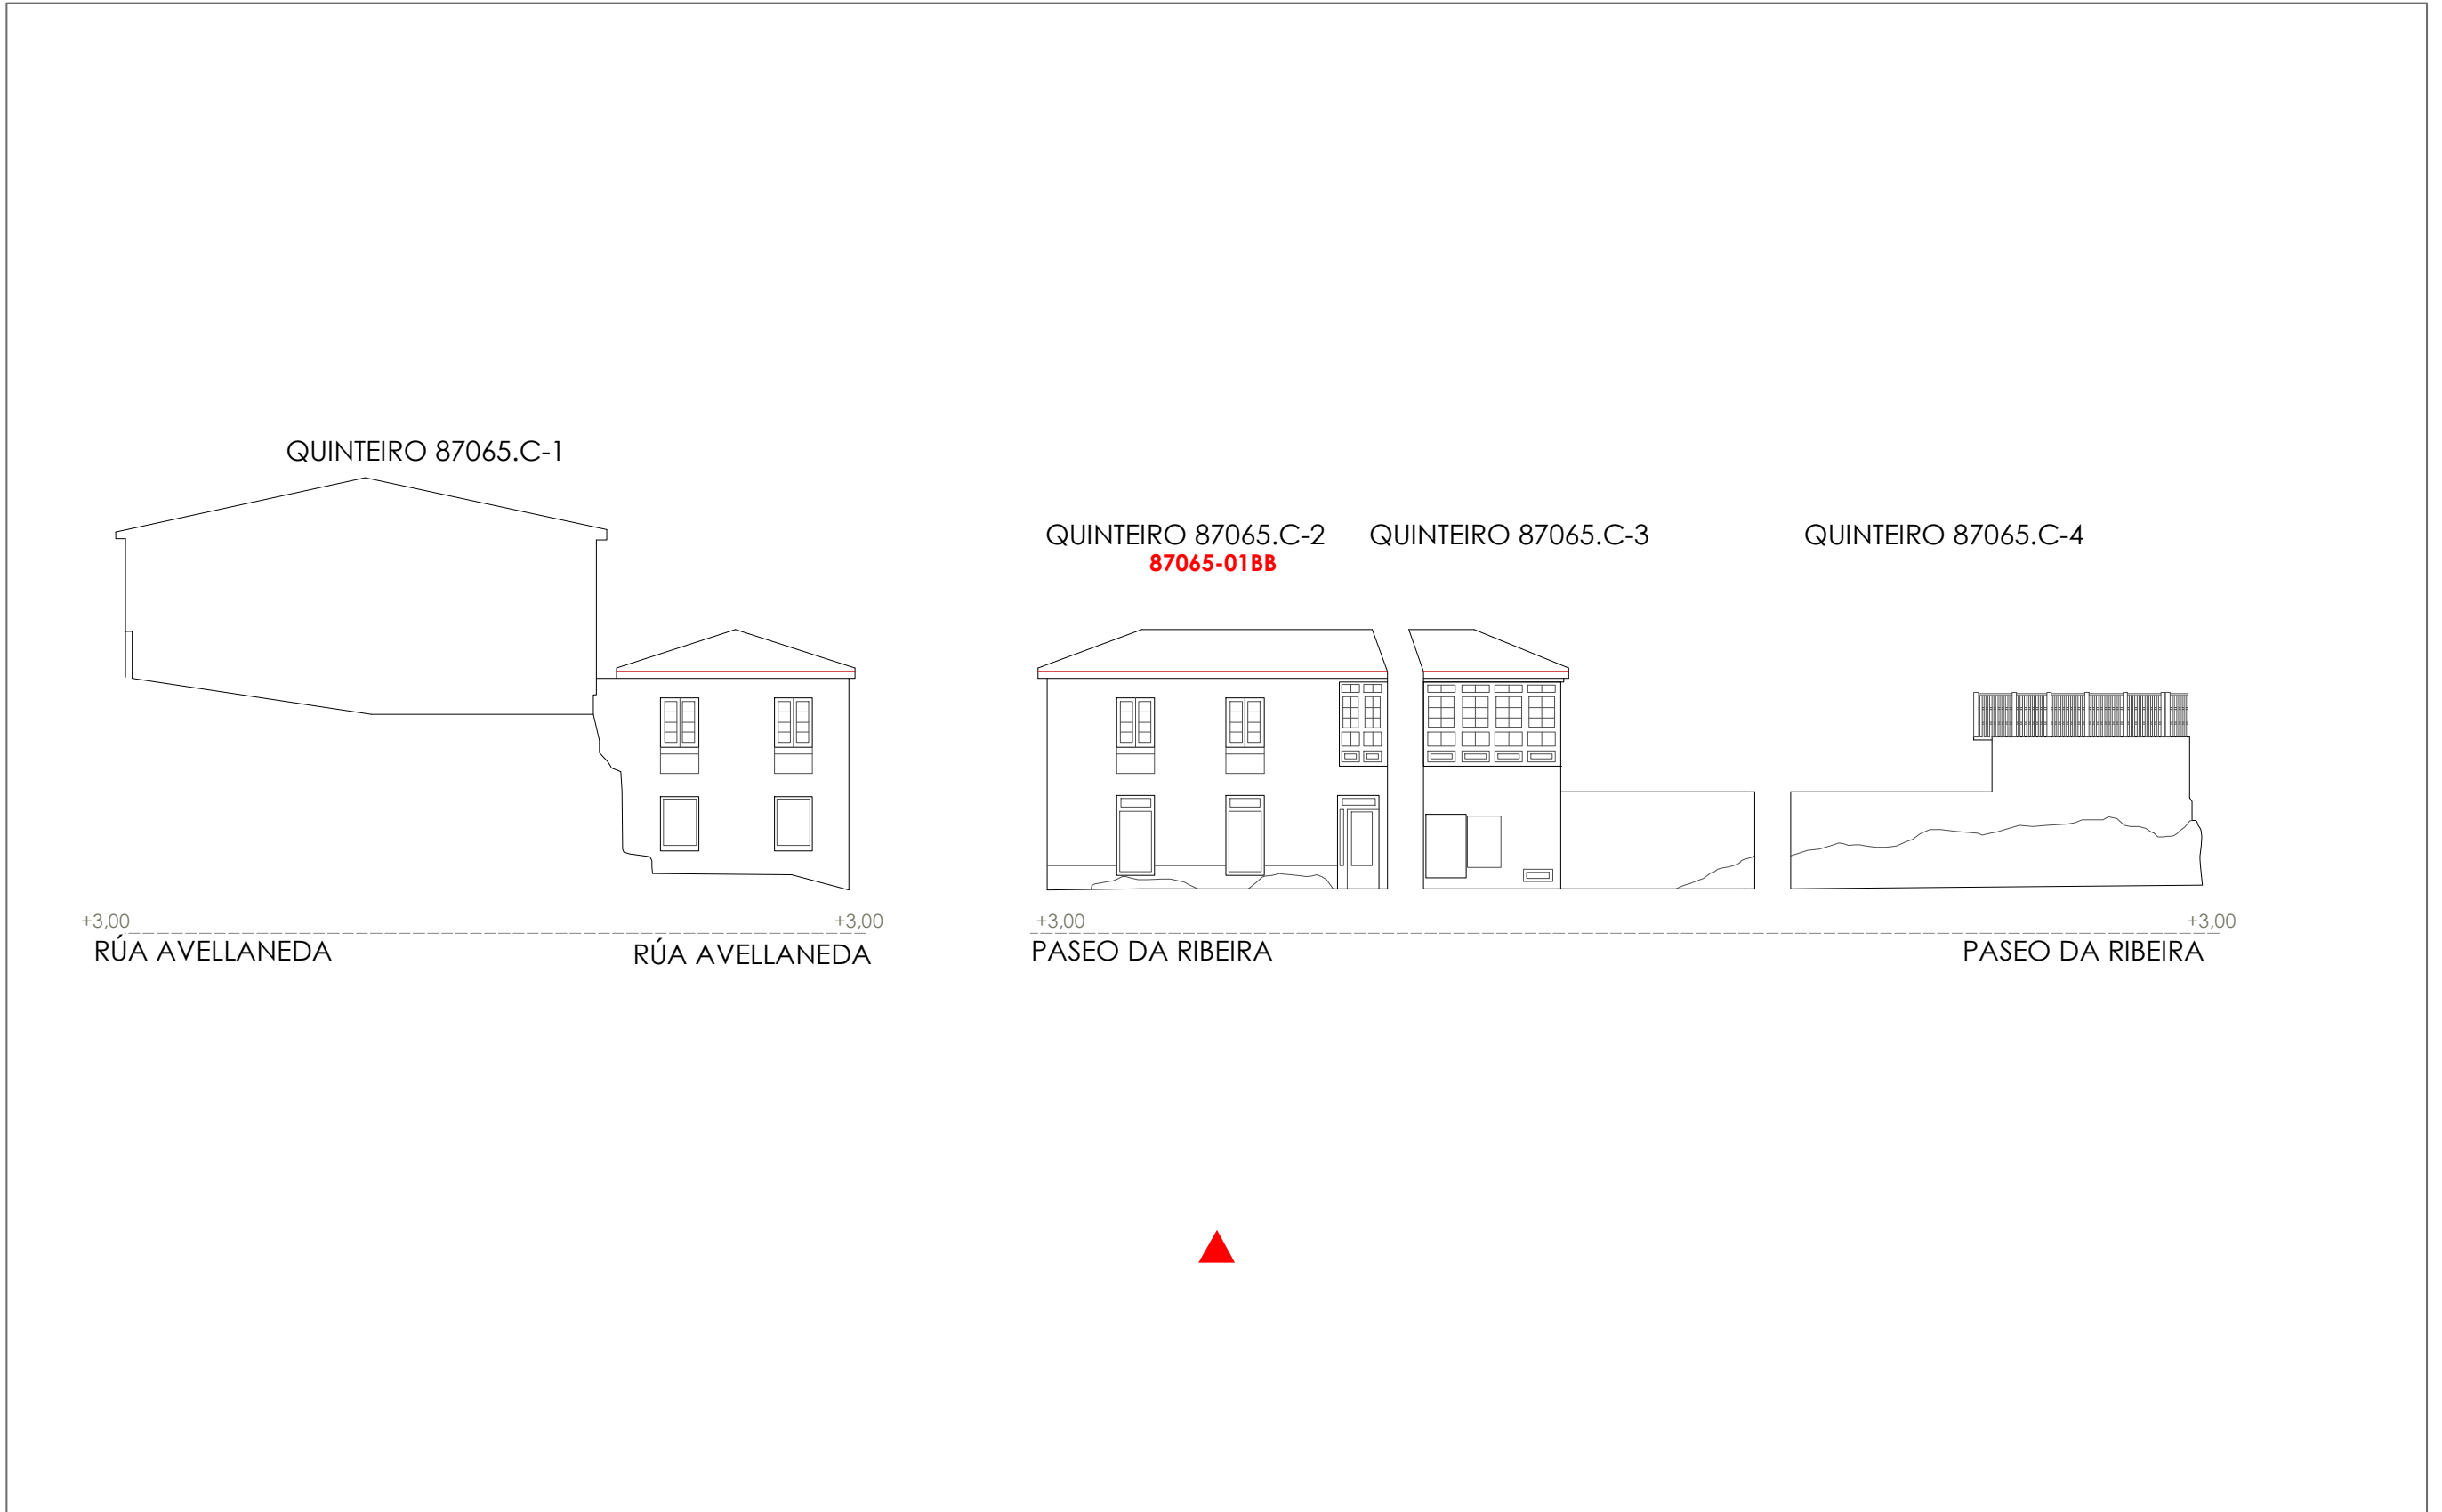 QUINTEIRO 87065.C-1
QUINTEIRO 87065.C-2
87065-01BB
QUINTEIRO 87065.C-3
QUINTEIRO 87065.C-4
+3,00
+3,00
RÚA AVELLANEDA
RÚA AVELLANEDA
+3,00
+3,00
PASEO DA RIBEIRA
PASEO DA RIBEIRA